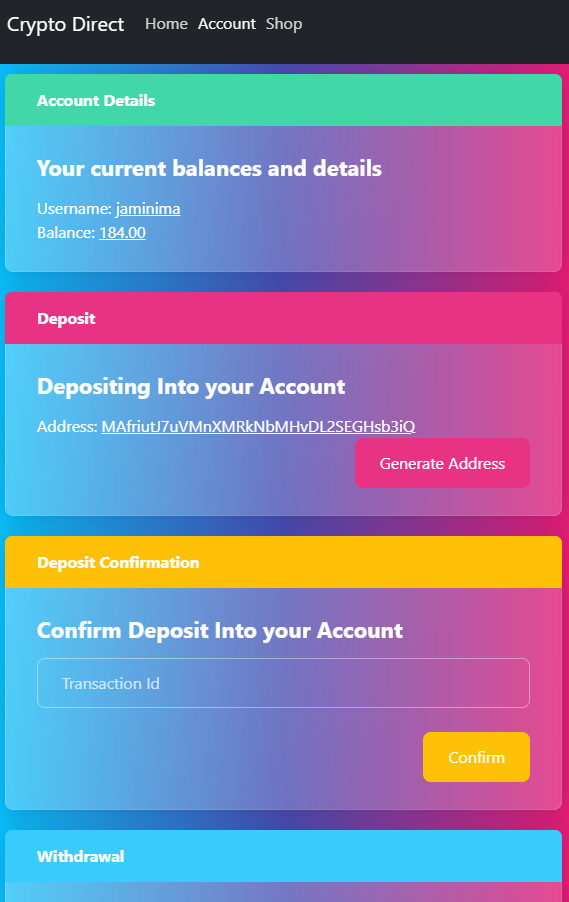 Crypto Direct Home Account Shop
Account Details
Your current balances and details
Username: jaminima
Balance: 184.00
Deposit
Depositing Into your Account
Address: MAfriutJ7uVMnXMRkNbMHvDL2SEGHsb3iQ
Generate Address
Deposit Confirmation
Confirm Deposit Into your Account
Transaction Id
Confirm
Withdrawal